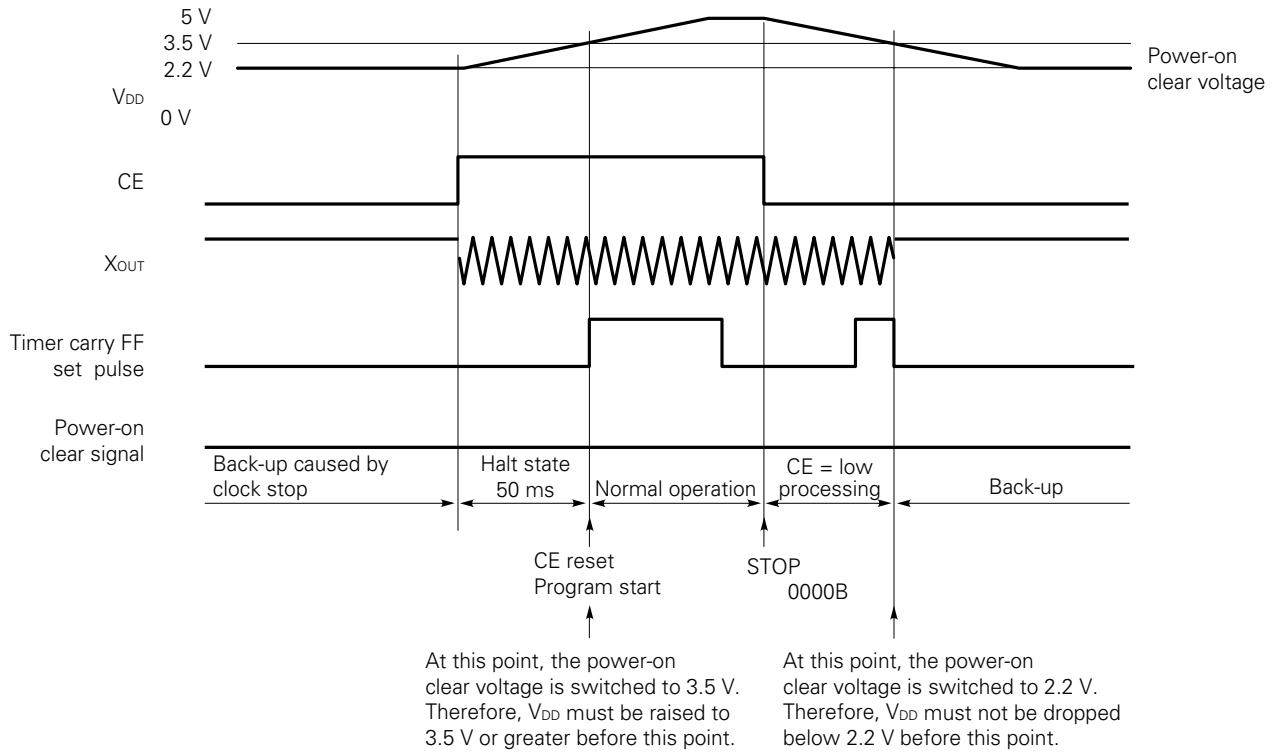 5 V
3.5 V
2.2 V
VDD
0 V
Power-on
clear voltage
CE
XOUT
Timer carry FF
set pulse
Power-on
clear signal
Back-up caused by
clock stop
Halt state
50 ms
Normal operation
CE = low
processing
Back-up
CE reset
Program start
STOP
0000B
At this point, the power-on
clear voltage is switched to 3.5 V.
Therefore, VDD must be raised to
3.5 V or greater before this point.
At this point, the power-on
clear voltage is switched to 2.2 V.
Therefore, VDD must not be dropped
below 2.2 V before this point.